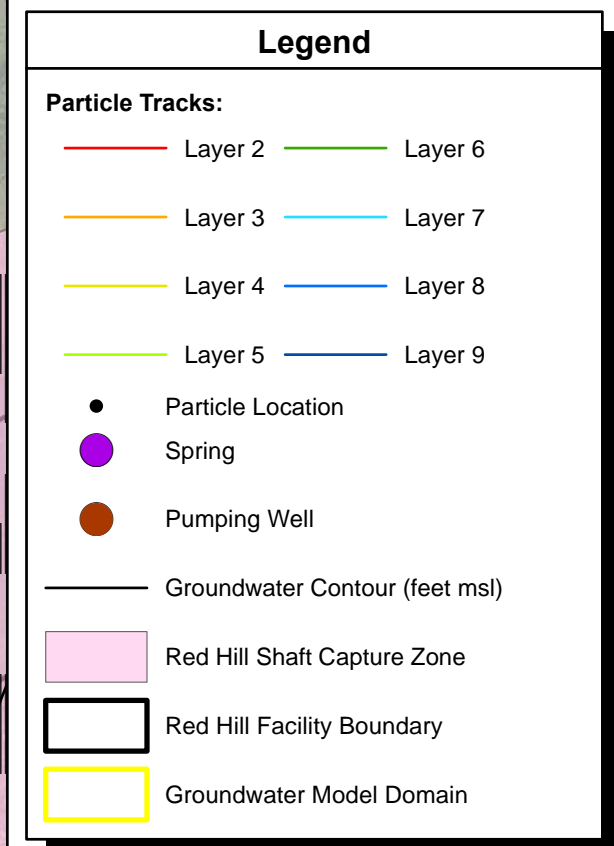 Legend
Particle Tracks:
Layer 2 Layer 6
Layer 3 Layer 7
Layer 4 Layer 8
Layer 5 Layer 9
Particle Location
Spring
Pumping Well
Groundwater Contour (feet msl)
Red Hill Shaft Capture Zone
Red Hill Facility Boundary
Groundwater Model Domain